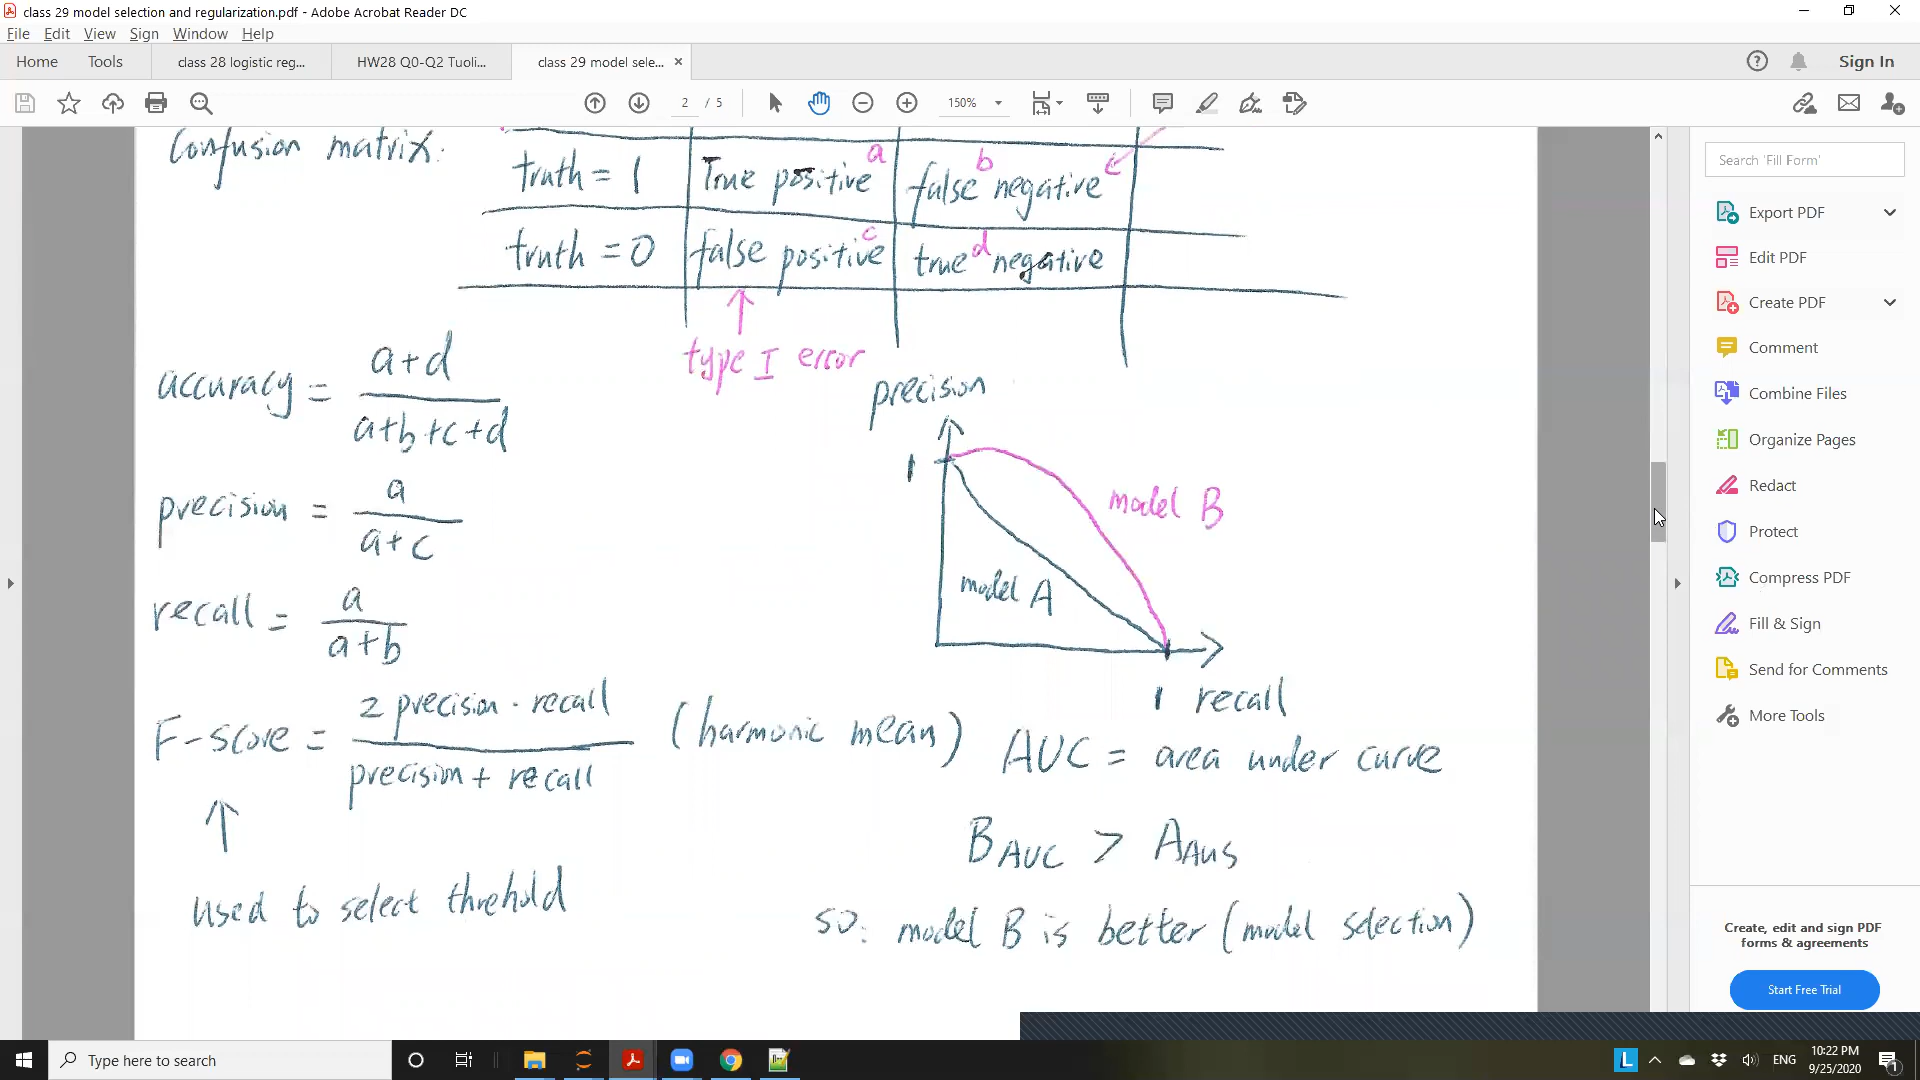 class 29 model selection and regularization.pdf - Adobe Acrobat Reader DC
File Edit View Sign Window Help
Home Tools class 28 logistic reg... HW28 Q0-Q2 Tuoli... class 29 model sele... × Sign In
2 / 5 150%
Confusion matrix:
truth = 1 True positive a false negative b
truth = 0 false positive c true negative d
type I error
accuracy = a+d / a+b+c+d
precision = a / a+c
recall = a / a+b
F-score = 2 precision · recall / precision + recall (harmonic mean)
used to select threhold
precision
1
model B
model A
1 recall
AUC = area under curve
B AUC > A AUS
so: model B is better (model selection)
Search 'Fill Form'
Export PDF
Edit PDF
Create PDF
Comment
Combine Files
Organize Pages
Redact
Protect
Compress PDF
Fill & Sign
Send for Comments
More Tools
Create, edit and sign PDF
forms & agreements
Start Free Trial
Type here to search
L
ENG
10:22 PM
9/25/2020
1